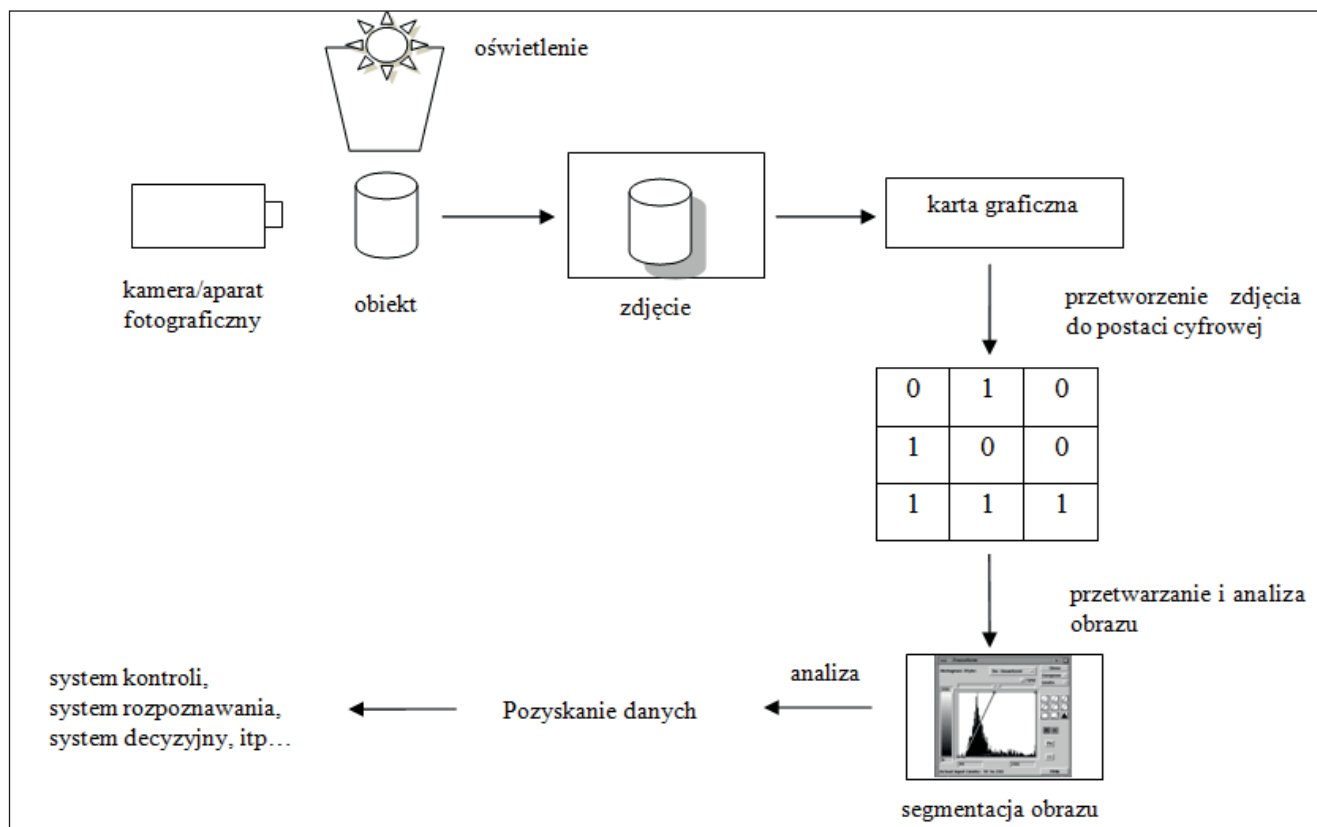 oświetlenie
kamera/aparat
fotograficzny
obiekt
zdjęcie
karta graficzna
przetworzenie zdjęcia
do postaci cyfrowej
0 1 0
1 0 0
1 1 1
przetwarzanie i analiza
obrazu
segmentacja obrazu
analiza
Pozyskanie danych
system kontroli,
system rozpoznawania,
system decyzyjny, itp...